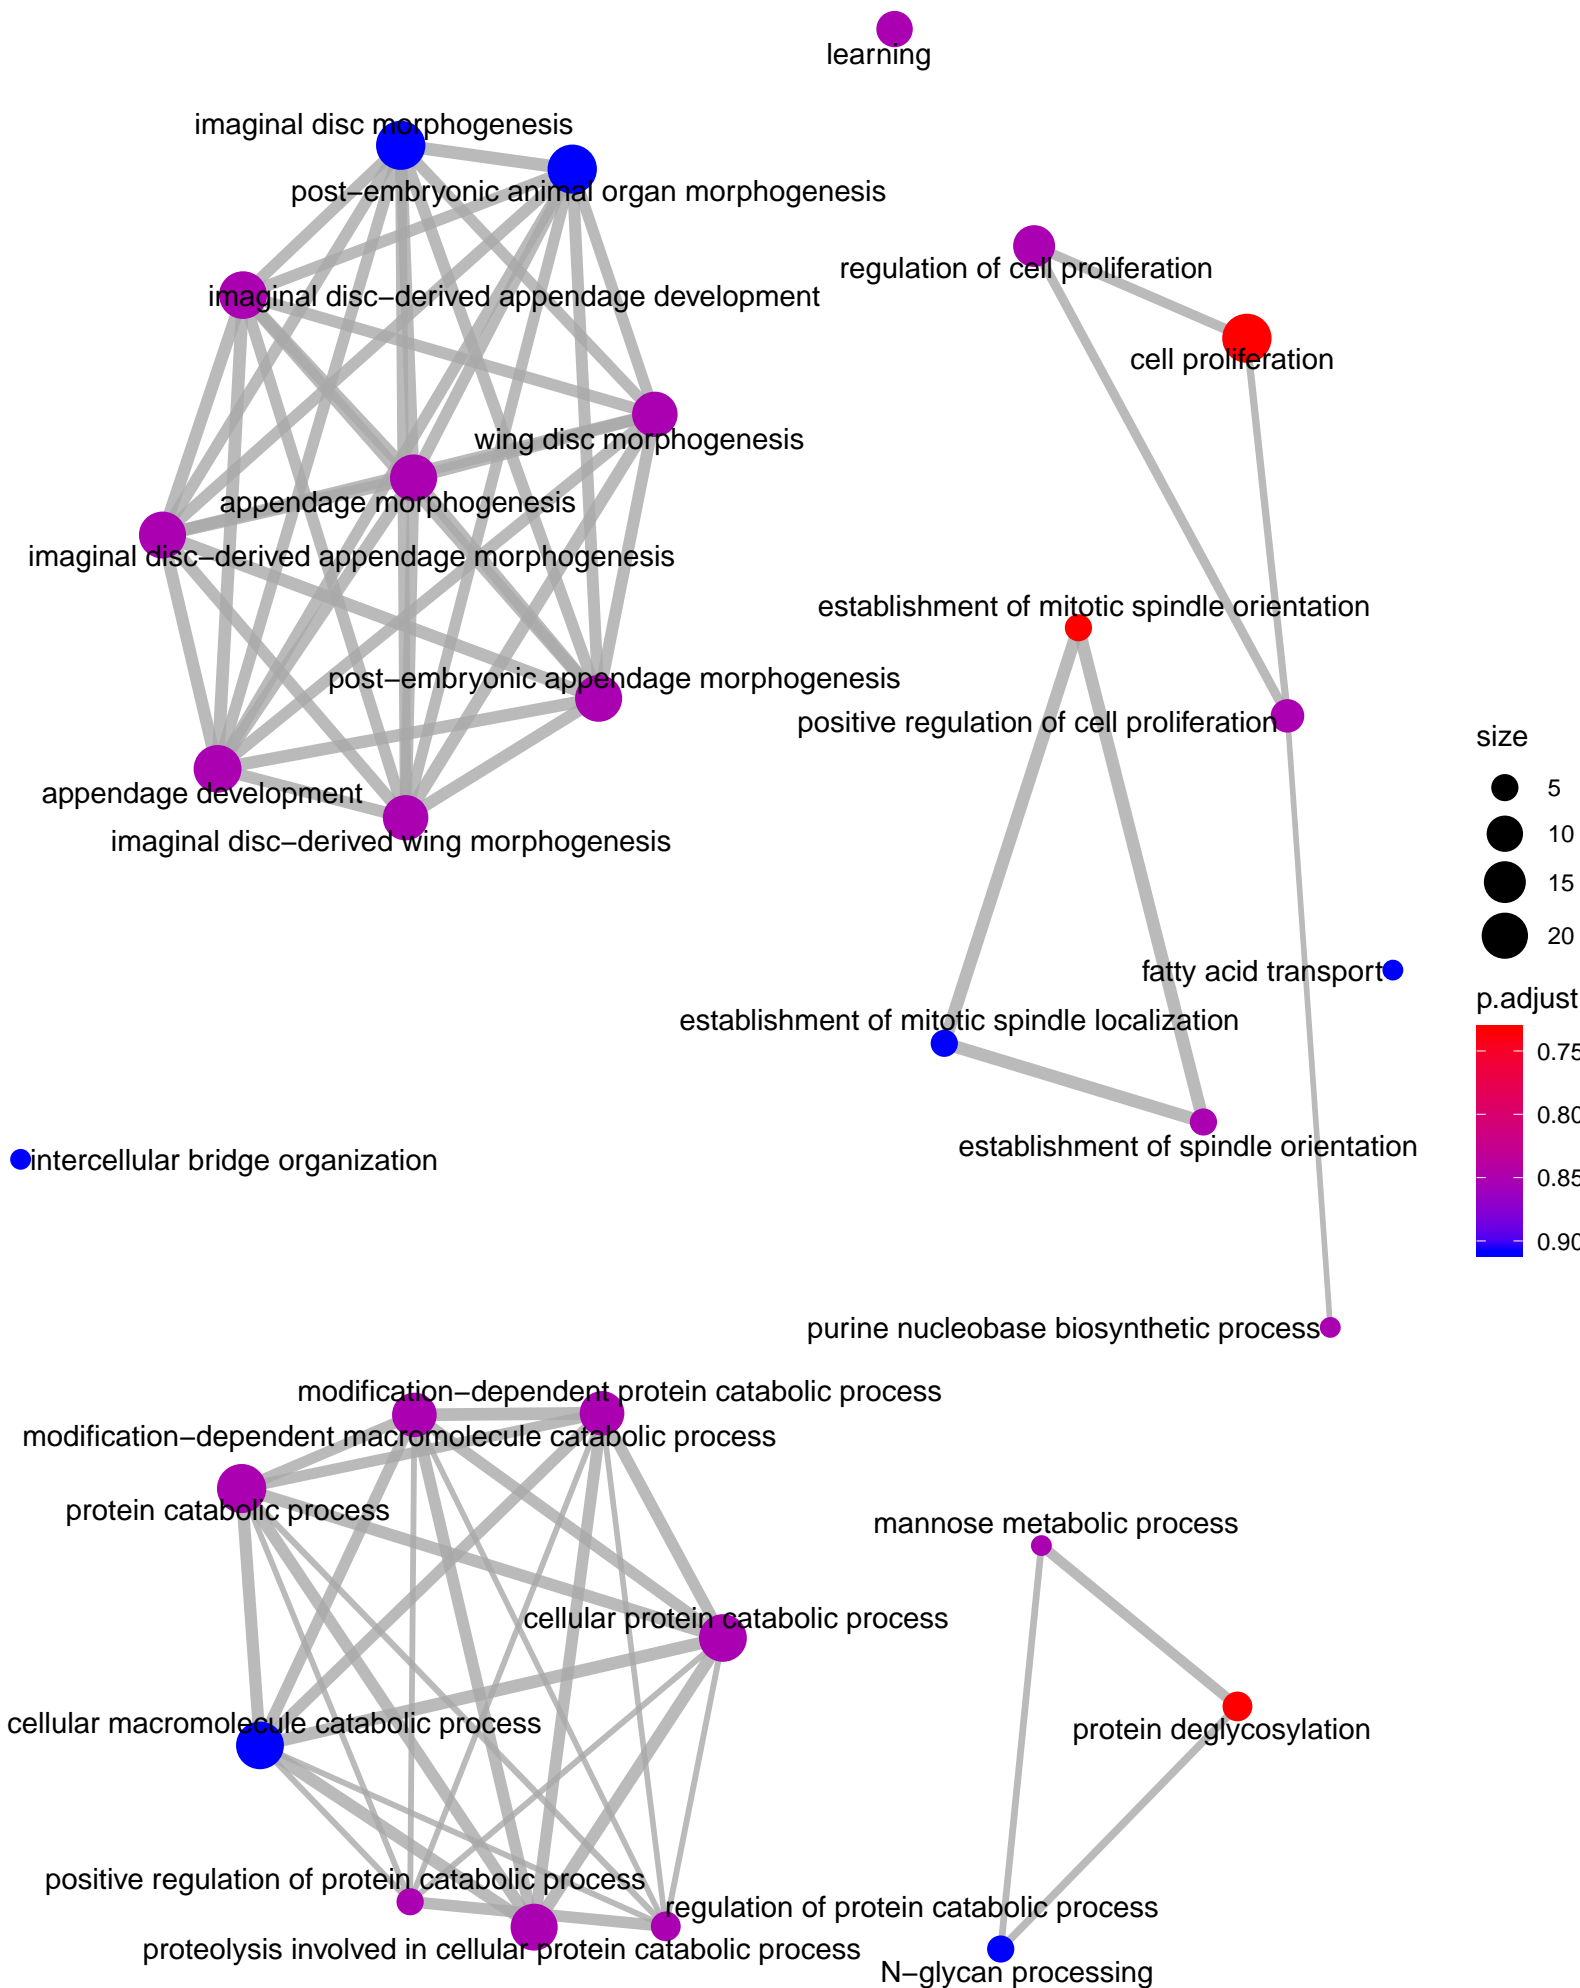 learning
imaginal disc morphogenesis
post−embryonic animal organ morphogenesis
regulation of cell proliferation
imaginal disc−derived appendage development
cell proliferation
wing disc morphogenesis
appendage morphogenesis
imaginal disc−derived appendage morphogenesis
establishment of mitotic spindle orientation
post−embryonic appendage morphogenesis
positive regulation of cell proliferation
appendage development
imaginal disc−derived wing morphogenesis
size
5
10
15
20
fatty acid transport
p.adjust
establishment of mitotic spindle localization
0.75
0.80
establishment of spindle orientation
0.85
intercellular bridge organization
0.90
purine nucleobase biosynthetic process
modification−dependent protein catabolic process
modification−dependent macromolecule catabolic process
protein catabolic process
mannose metabolic process
cellular protein catabolic process
cellular macromolecule catabolic process
protein deglycosylation
positive regulation of protein catabolic process
regulation of protein catabolic process
proteolysis involved in cellular protein catabolic process
N−glycan processing